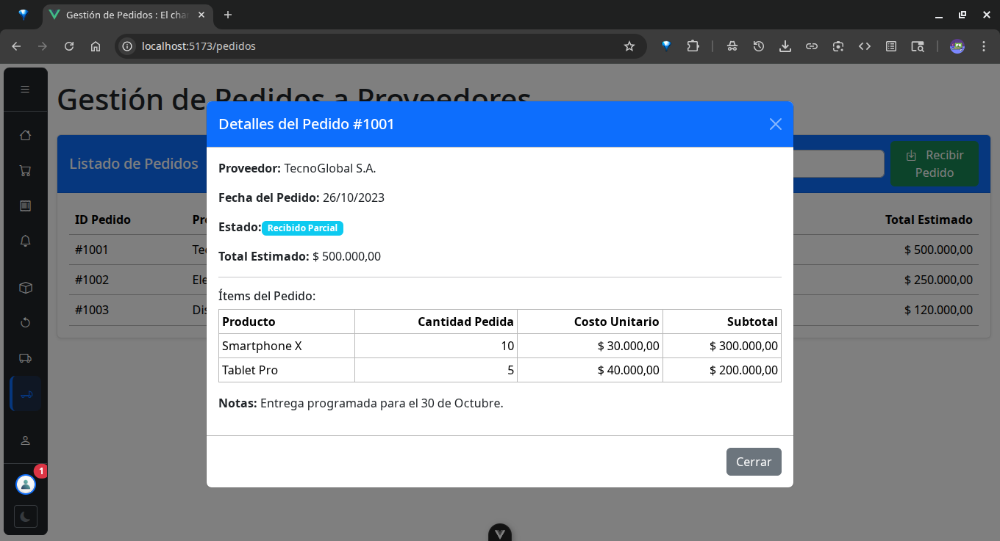 Gestión de Pedidos : El cha
localhost:5173/pedidos
Gestión de Pedidos a Proveedores
Listado de Pedidos
Recibir
Pedido
ID Pedido
Total Estimado
#1001
$ 500.000,00
#1002
$ 250.000,00
#1003
$ 120.000,00
Detalles del Pedido #1001
Proveedor: TecnoGlobal S.A.
Fecha del Pedido: 26/10/2023
Estado: Recibido Parcial
Total Estimado: $ 500.000,00
Ítems del Pedido:
Producto Cantidad Pedida Costo Unitario Subtotal
Smartphone X 10 $ 30.000,00 $ 300.000,00
Tablet Pro 5 $ 40.000,00 $ 200.000,00
Notas: Entrega programada para el 30 de Octubre.
Cerrar
1